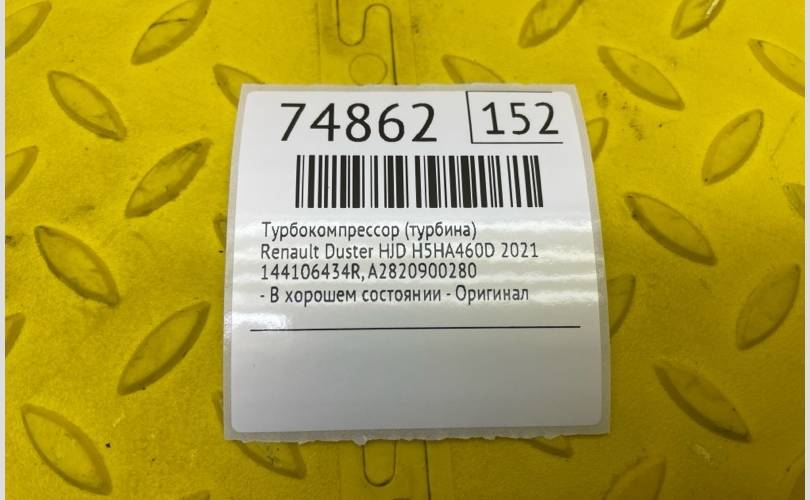 74862 152
Турбокомпрессор (турбина)
Renault Duster HJD H5HA460D 2021
144106434R, A2820900280
- В хорошем состоянии - Оригинал